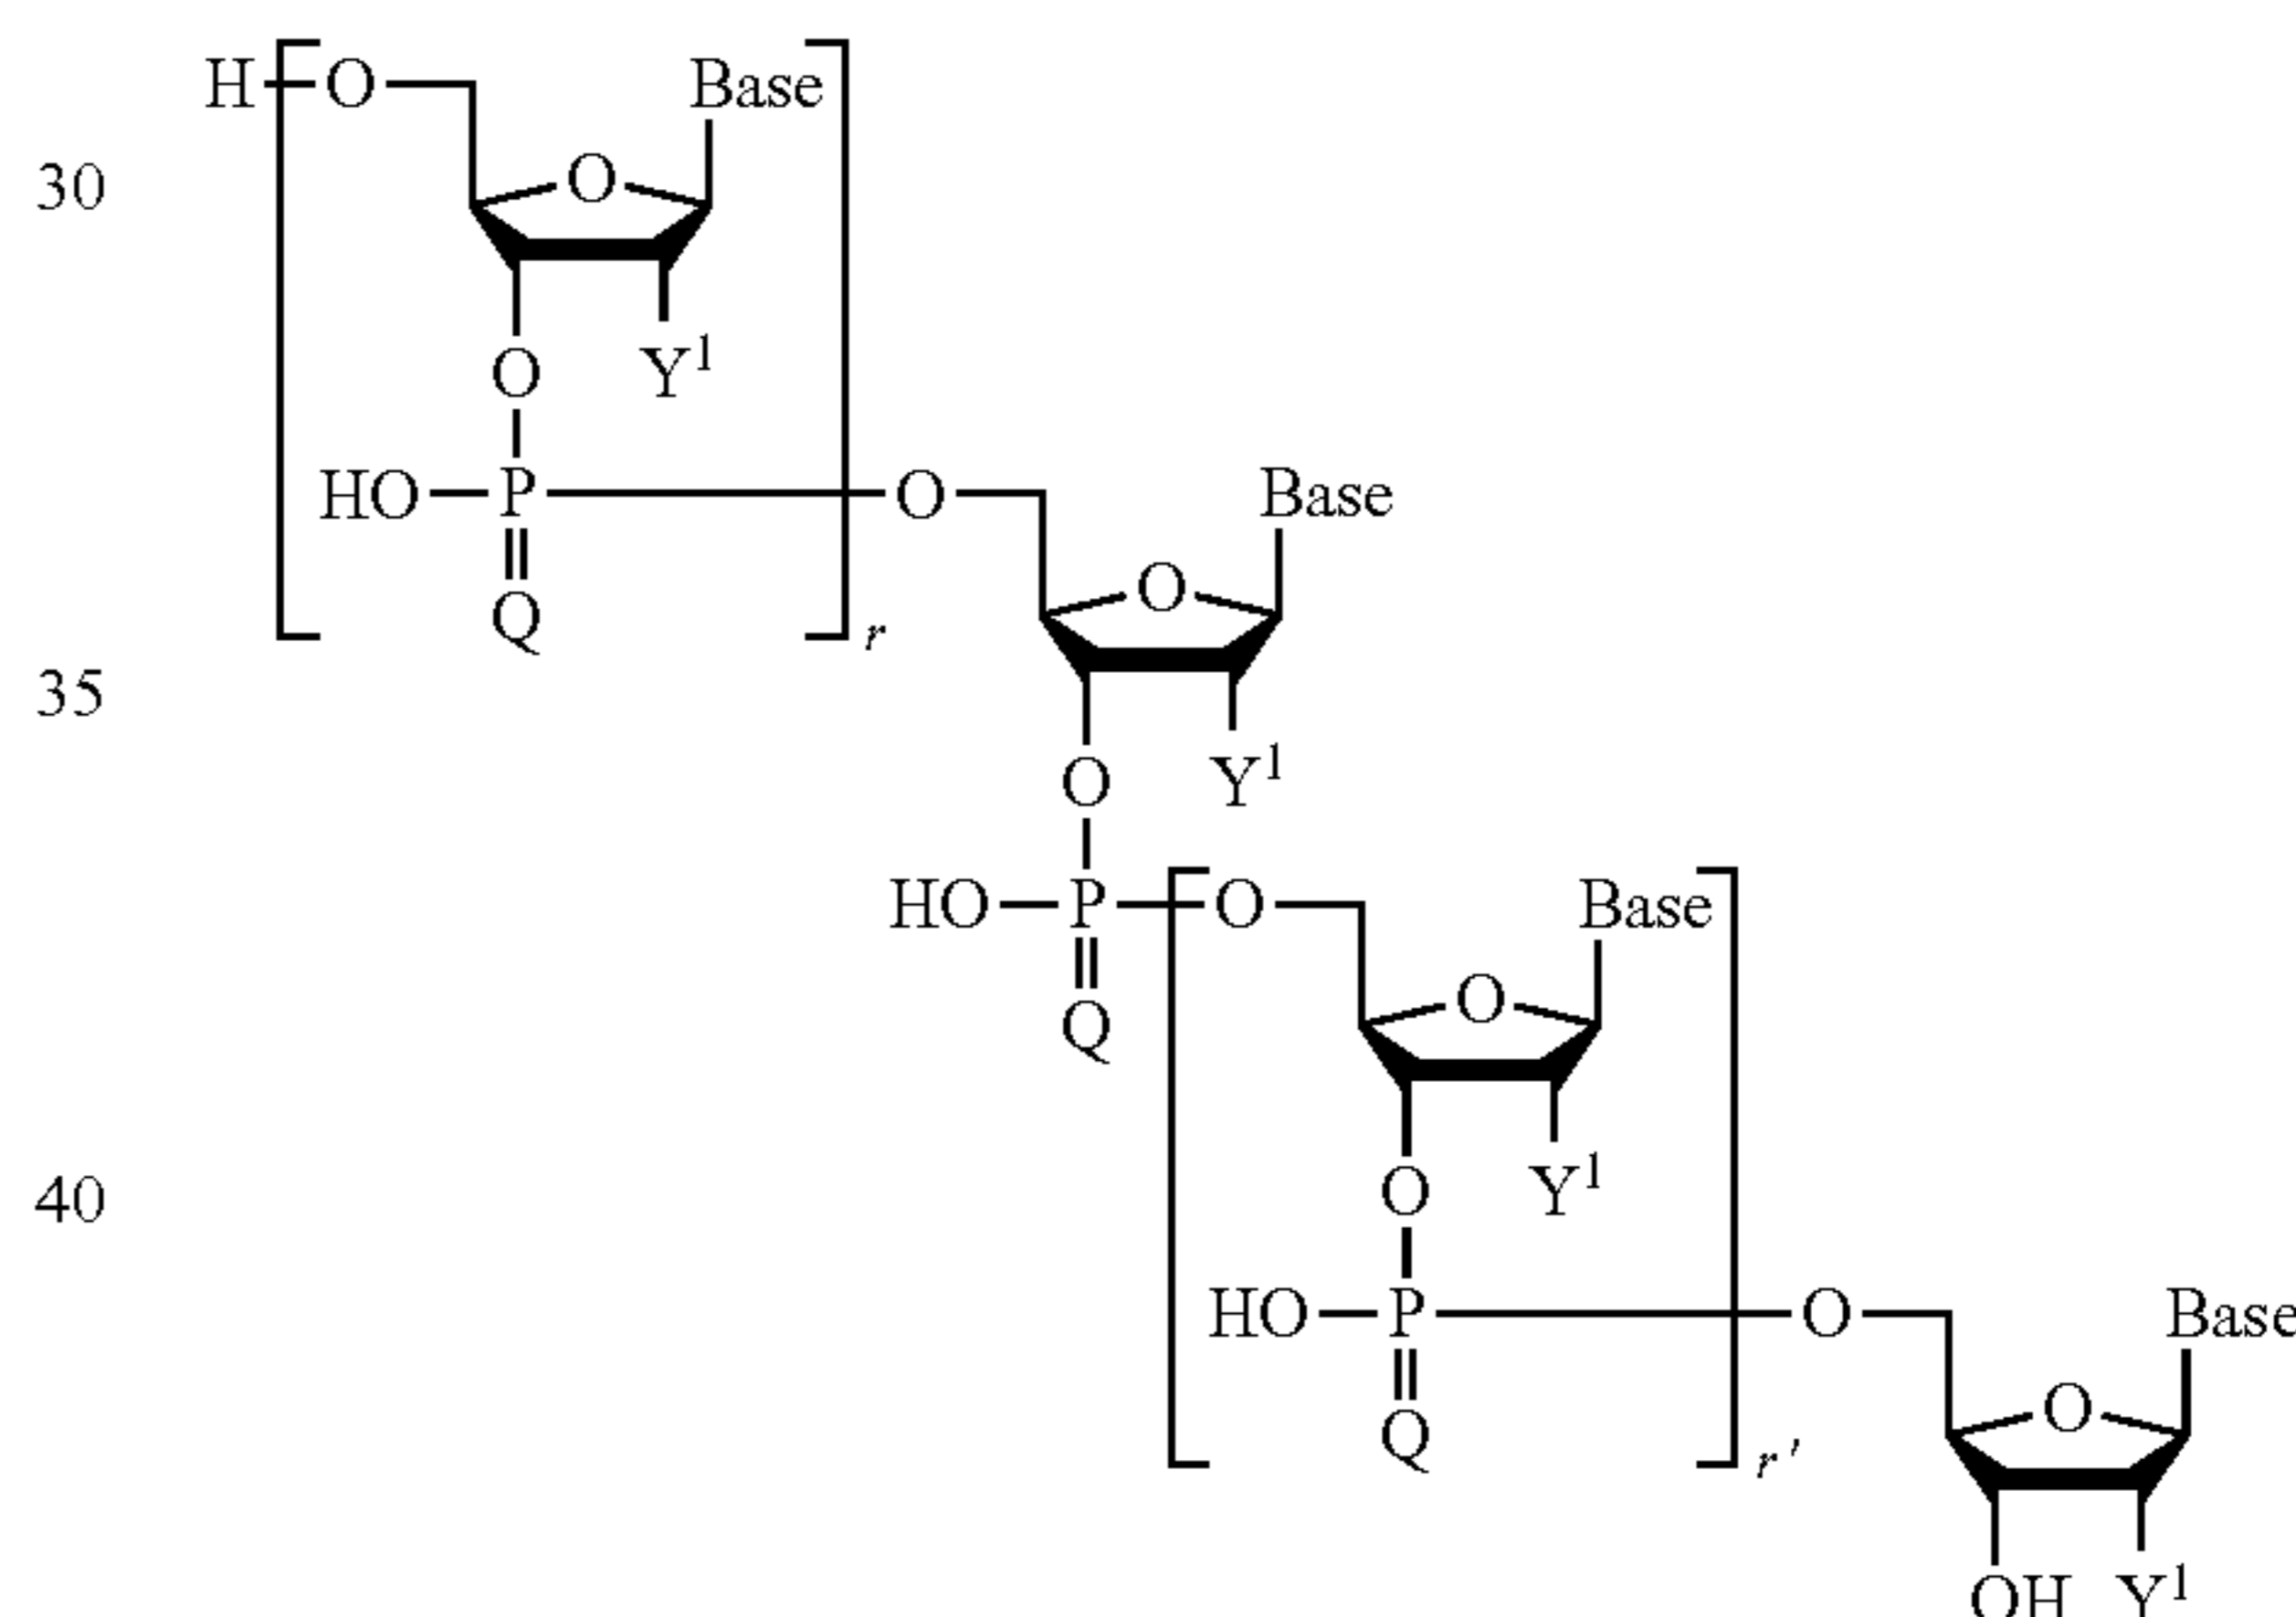 H O Base
30 O
O Y1
HO P O Base
Q r O
35
O Y1
HO P O Base
Q O
40 O Y1
HO P O Base
Q r' O
OH Y1